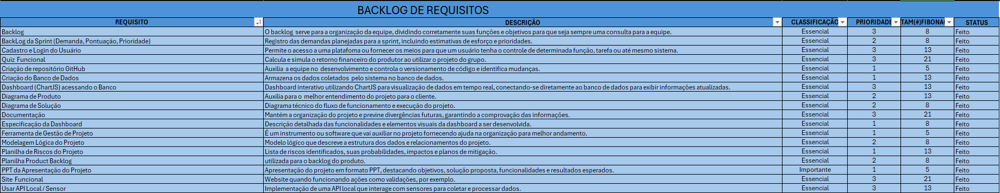 BACKLOG DE REQUISITOS
REQUISITO DESCRIÇÃO CLASSIFICAÇÃO PRIORIDADE TAM(#)FIBONA STATUS
Backlog O backlog serve para a organização da equipe, dividindo corretamente suas funções e objetivos para que seja sempre uma consulta para a equipe. Essencial 3 8 Feito
BackLog da Sprint (Demanda, Pontuação, Prioridade) Registro das demandas planejadas para a sprint, incluindo estimativas de esforço e prioridades. Essencial 2 8 Feito
Cadastro e Login do Usuário Permite o acesso a uma platafoma ou fornecer os meios para que um usuário tenha o controle de determinada função, tarefa ou até mesmo sistema. Essencial 3 13 Feito
Quiz Funcional Calcula e simula o retorno financeiro do produtor ao utilizar o projeto do grupo. Essencial 3 21 Feito
Criação de repositório GitHub Auxilia a equipe no desenvolvimento e controla o versionamento de código e identifica mudanças. Essencial 1 5 Feito
Criação do Banco de Dados Armazena os dados coletados pelo sistema no banco de dados. Essencial 1 13 Feito
Dashboard (ChartJS) acessando o Banco Dashboard interativo utilizando ChartJS para visualização de dados em tempo real, conectando-se diretamente ao banco de dados para exibir informações atualizadas. Essencial 3 13 Feito
Diagrama de Produto Auxilia para o melhor entendimento do projeto para o cliente. Essencial 2 13 Feito
Diagrama de Solução Diagrama técnico do fluxo de funcionamento e execução do projeto. Essencial 2 8 Feito
Documentação Mantém a organização do projeto e previne divergências futuras, garantindo a comprovação das informações. Essencial 3 21 Feito
Especificação da Dashboard Descrição detalhada das funcionalidades e elementos visuais da dashboard a ser desenvolvida. Essencial 1 8 Feito
Ferramenta de Gestão de Projeto É um instrumento ou software que vai auxiliar no projeto fornecendo ajuda na organização para melhor andamento. Essencial 1 5 Feito
Modelagem Lógica do Projeto Modelo lógico que descreve a estrutura dos dados e relacionamentos do projeto. Essencial 2 8 Feito
Planilha de Riscos do Projeto Lista de riscos identificados, suas probabilidades, impactos e planos de mitigação. Essencial 1 13 Feito
Planilha Product Backlog utilizada para o backlog do produto. Essencial 2 8 Feito
PPT da Apresentação do Projeto Apresentação do projeto em formato PPT, destacando objetivos, solução proposta, funcionalidades e resultados esperados. Importante 1 5 Feito
Site Funcional Website quando funcionando ações como validações, por exemplo. Essencial 3 21 Feito
Usar API Local / Sensor Implementação de uma API local que interage com sensores para coletar e processar dados. Essencial 3 13 Feito